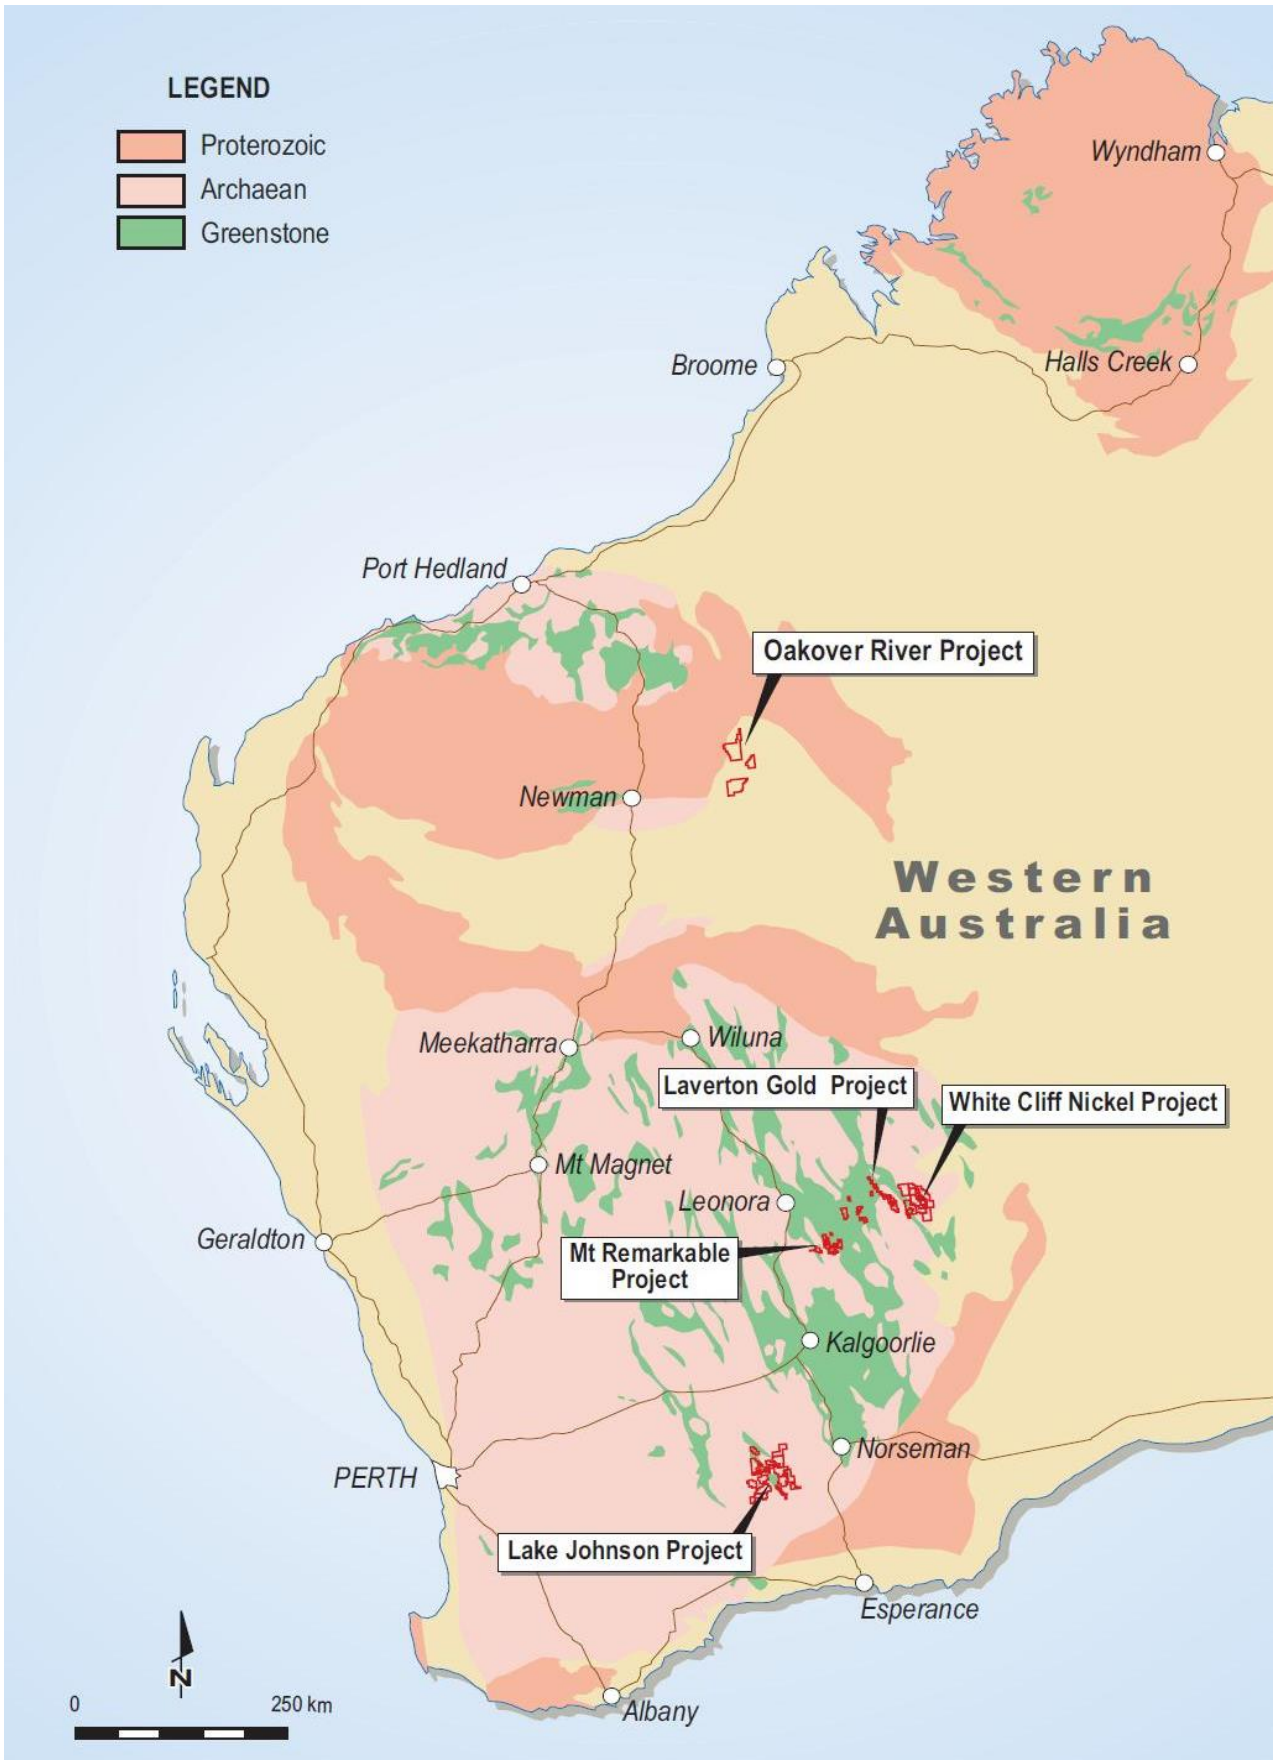 LEGEND
Proterozoic
Archaean
Greenstone
Wyndham
Broome
Halls Creek
Port Hedland
Oakover River Project
Newman
Western
Australia
Meekatharra
Wiluna
Laverton Gold Project
White Cliff Nickel Project
Mt Magnet
Leonora
Geraldton
Mt Remarkable
Project
Kalgoorlie
Norseman
PERTH
Lake Johnson Project
Esperance
N
0 250 km
Albany